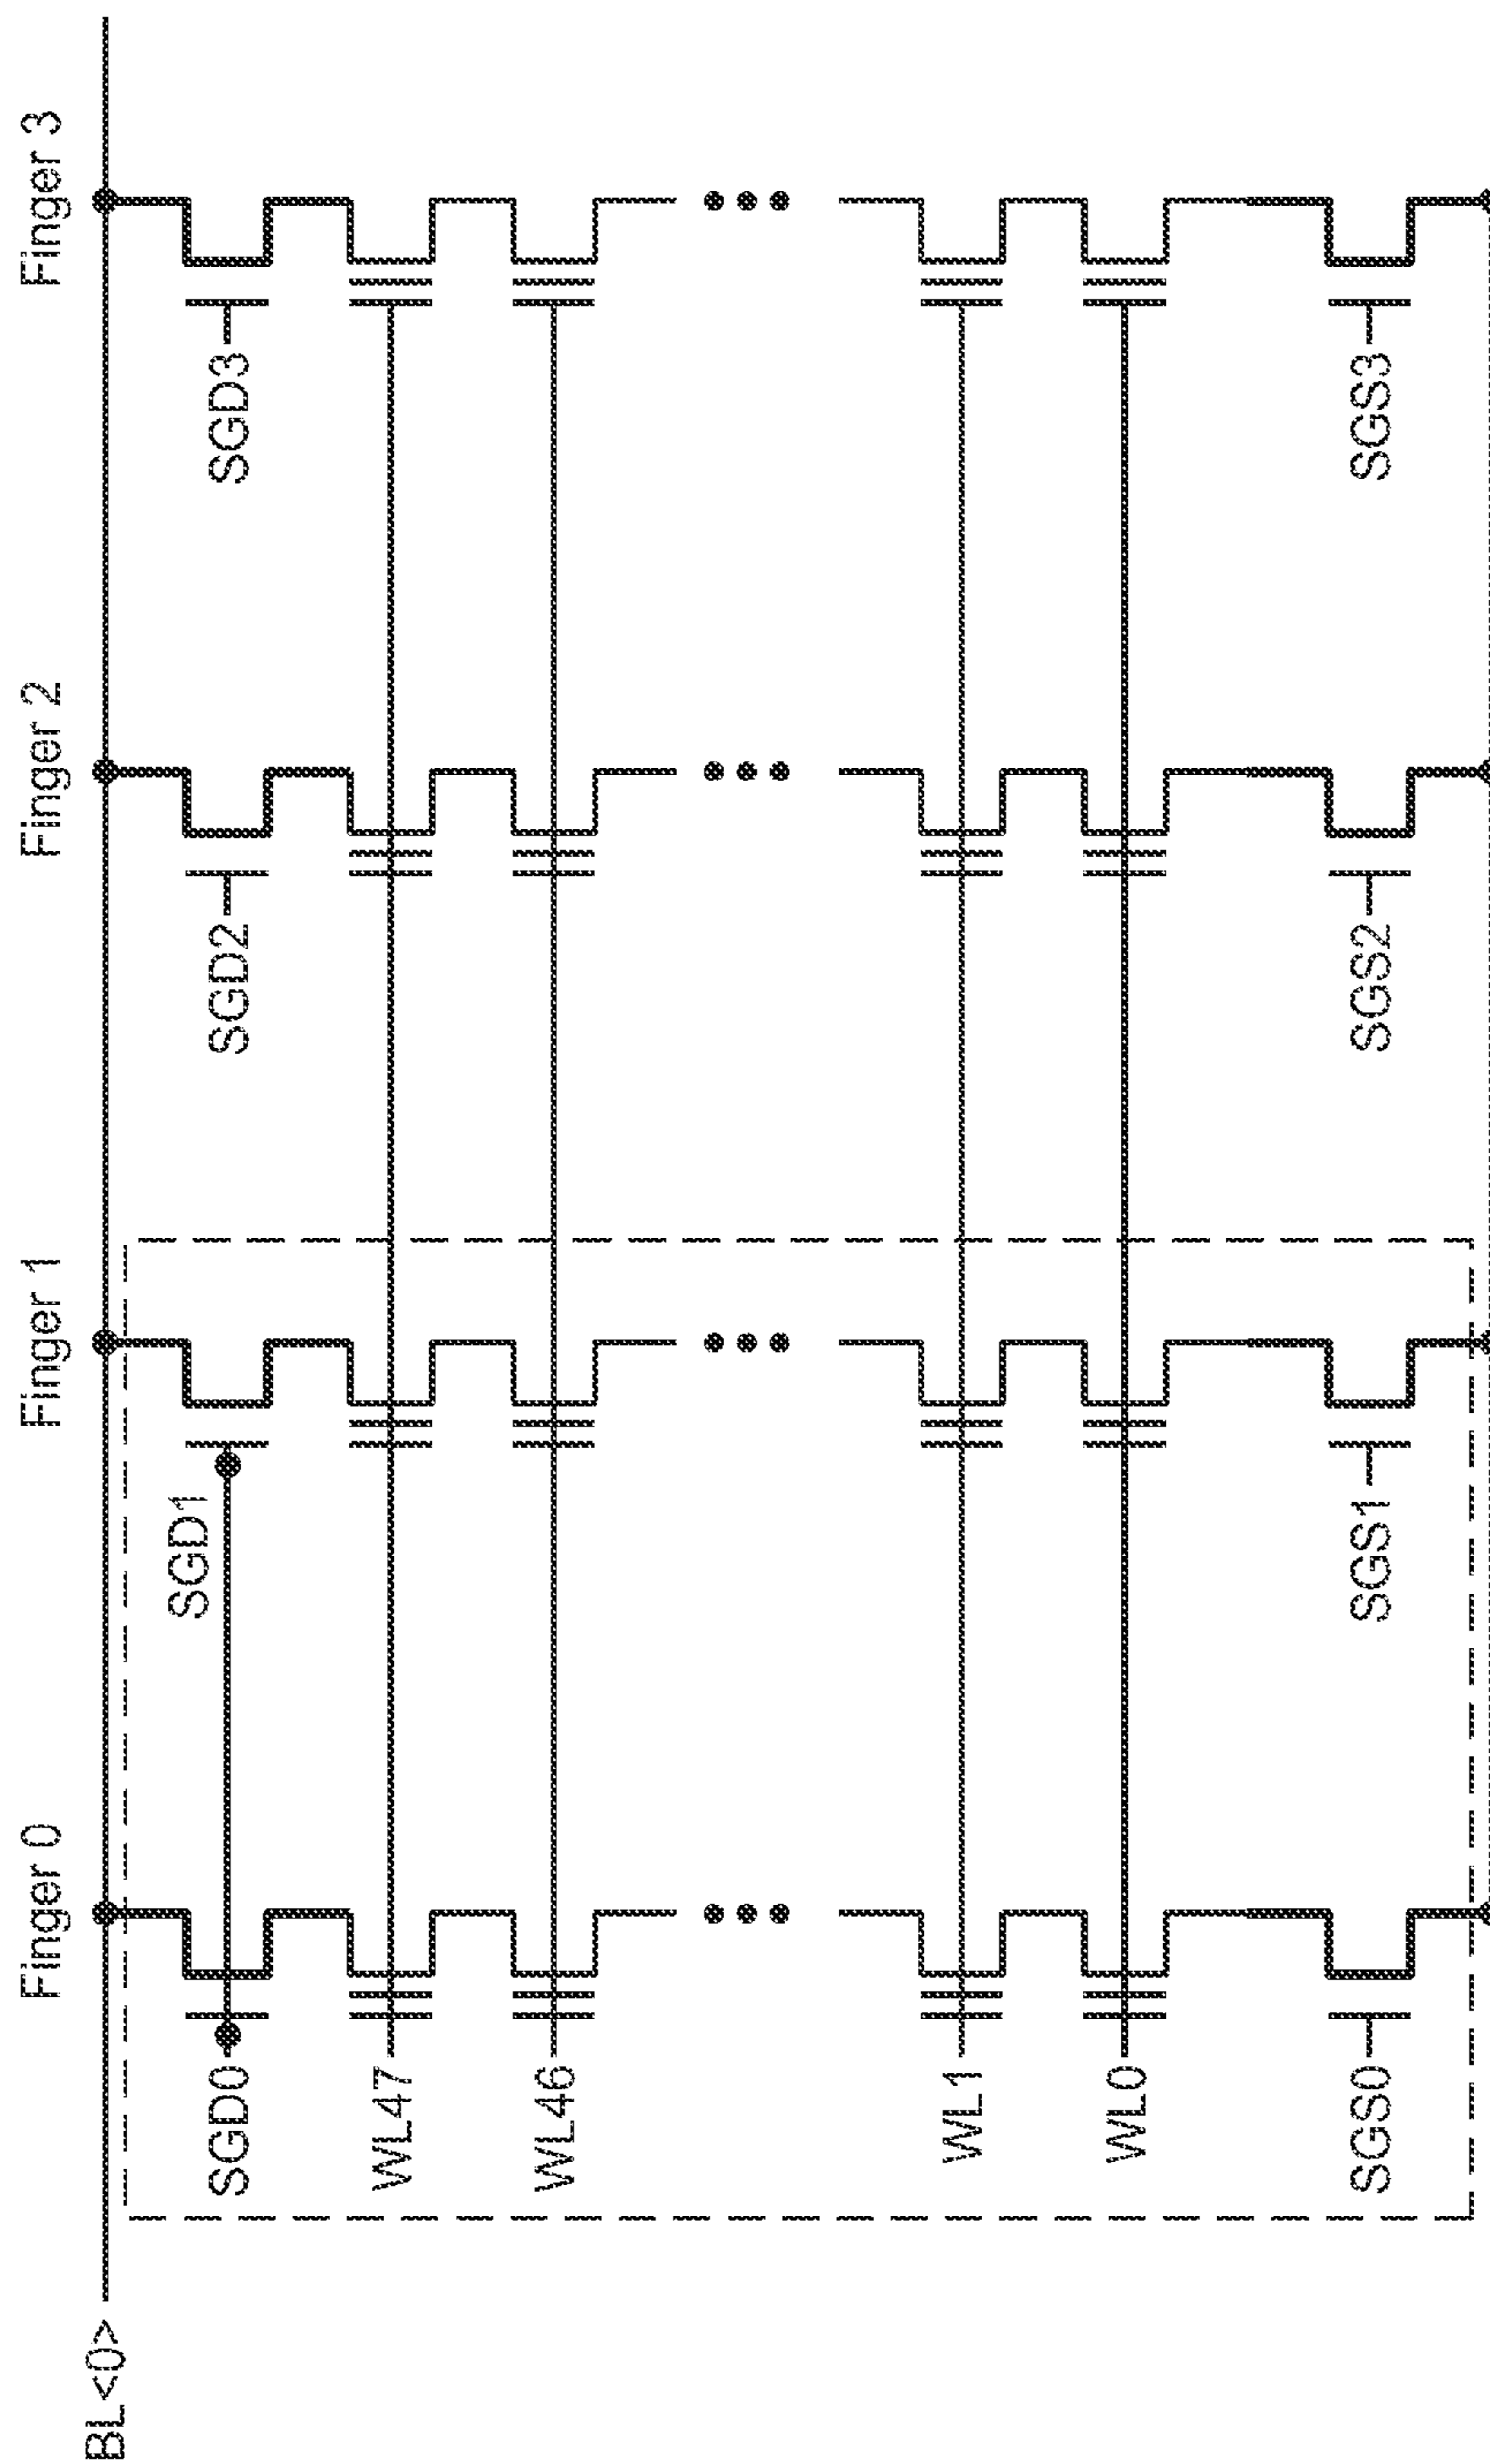 Finger 0
Finger 1
Finger 2
Finger 3
BL <0>
SGD0
SGD1
SGD2
SGD3
WL47
WL46
WL1
WL0
SGS0
SGS1
SGS2
SGS3